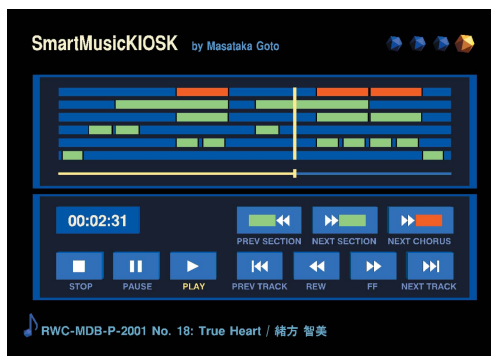 SmartMusicKIOSK by Masataka Goto
00:02:31
PREV SECTION NEXT SECTION NEXT CHORUS
STOP PAUSE PLAY PREV TRACK REW FF NEXT TRACK
RWC-MDB-P-2001 No. 18: True Heart / 緒方 智美